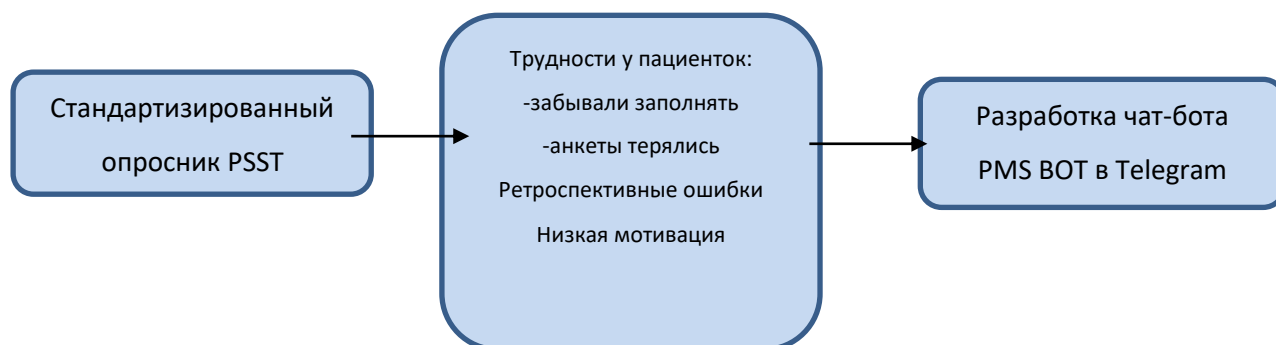 Стандартизированный
опросник PSST
Трудности у пациенток:
-забывали заполнять
-анкеты терялись
Ретроспективные ошибки
Низкая мотивация
Разработка чат-бота
PMS BOT в Telegram